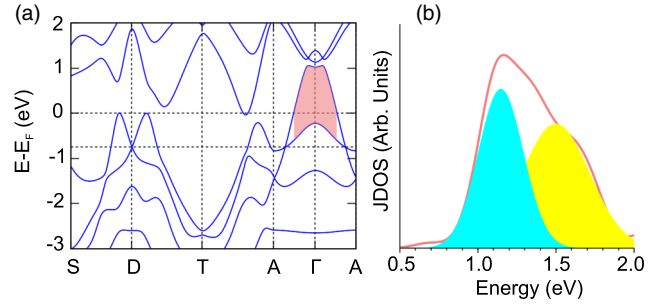 (a)
E-E_F (eV)
2
1
0
-1
-2
-3
S D T A Γ A
(b)
JDOS (Arb. Units)
0.5 1.0 1.5 2.0
Energy (eV)